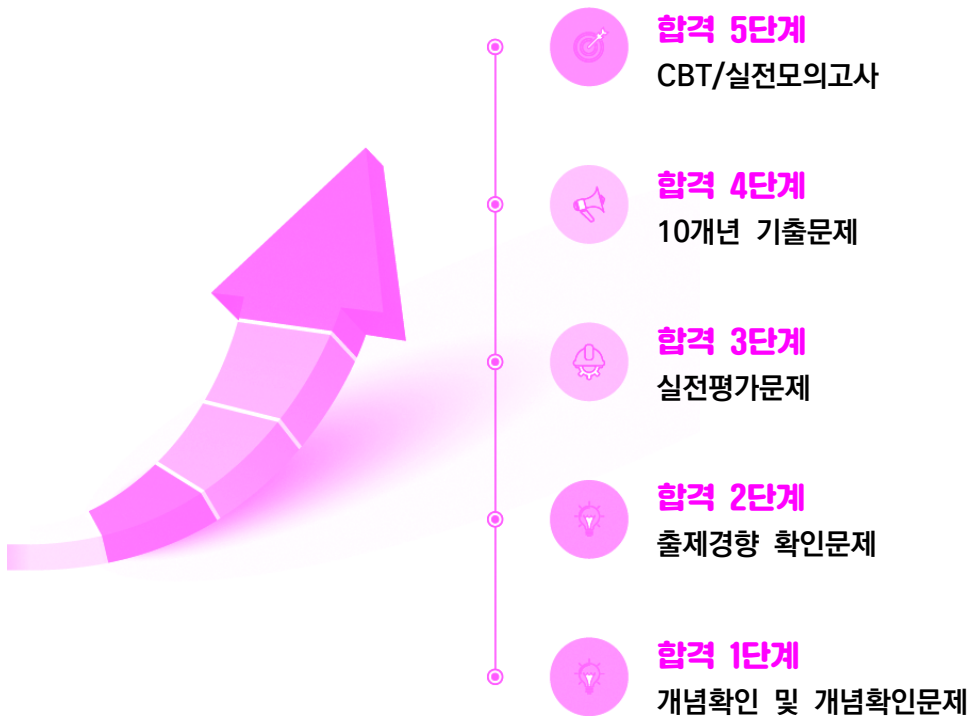 합격 5단계
CBT/실전모의고사
합격 4단계
10개년 기출문제
합격 3단계
실전평가문제
합격 2단계
출제경향 확인문제
합격 1단계
개념확인 및 개념확인문제